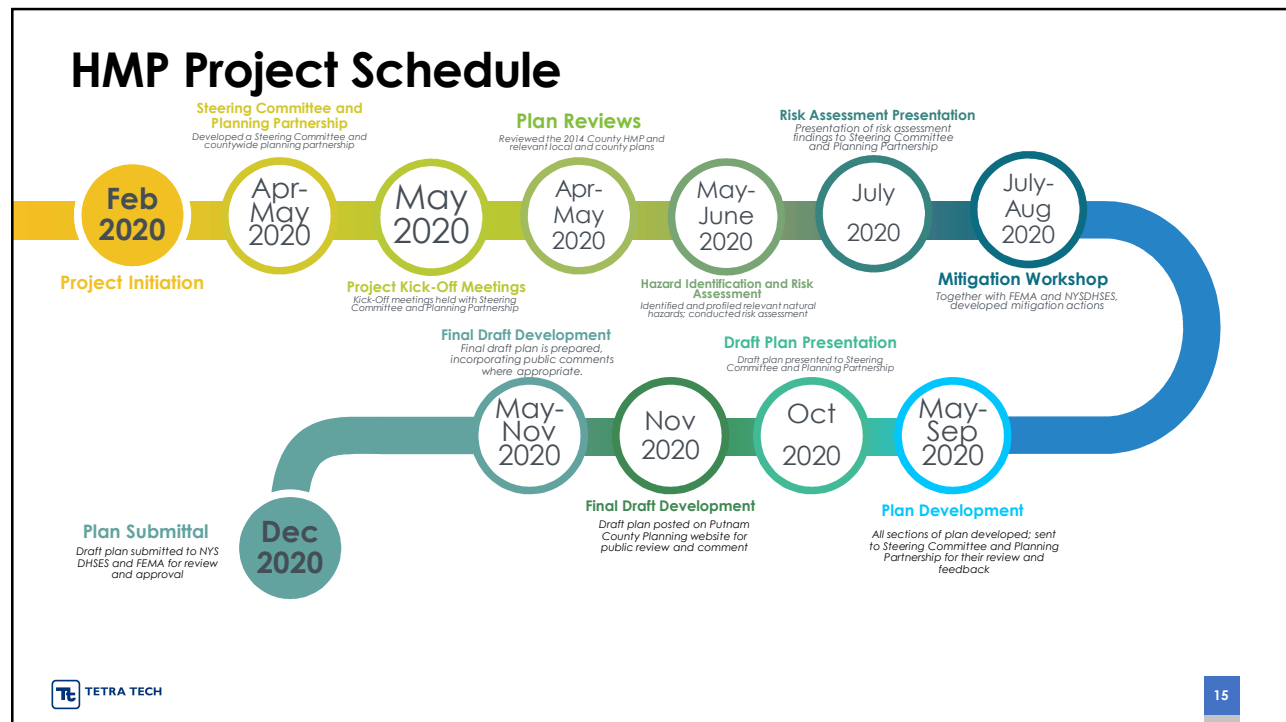 HMP Project Schedule
Feb
2020
Project Initiation
Steering Committee and
Planning Partnership
Developed a Steering Committee and
countywide planning partnership
Apr-
May
2020
May
2020
Project Kick-Off Meetings
Kick-Off meetings held with Steering
Committee and Planning Partnership
Plan Reviews
Reviewed the 2014 County HMP and
relevant local and county plans
Apr-
May
2020
May-
June
2020
Hazard Identification and Risk
Assessment
Identified and profiled relevant natural
hazards; conducted risk assessment
Risk Assessment Presentation
Presentation of risk assessment
findings to Steering Committee
and Planning Partnership
July
2020
July-
Aug
2020
Mitigation Workshop
Together with FEMA and NYSDHSES,
developed mitigation actions
May-
Sep
2020
Plan Development
All sections of plan developed; sent
to Steering Committee and Planning
Partnership for their review and
feedback
Draft Plan Presentation
Draft plan presented to Steering
Committee and Planning Partnership
Oct
2020
Nov
2020
Final Draft Development
Draft plan posted on Putnam
County Planning website for
public review and comment
Final Draft Development
Final draft plan is prepared,
incorporating public comments
where appropriate.
May-
Nov
2020
Dec
2020
Plan Submittal
Draft plan submitted to NYS
DHSES and FEMA for review
and approval
Tt TETRA TECH
15